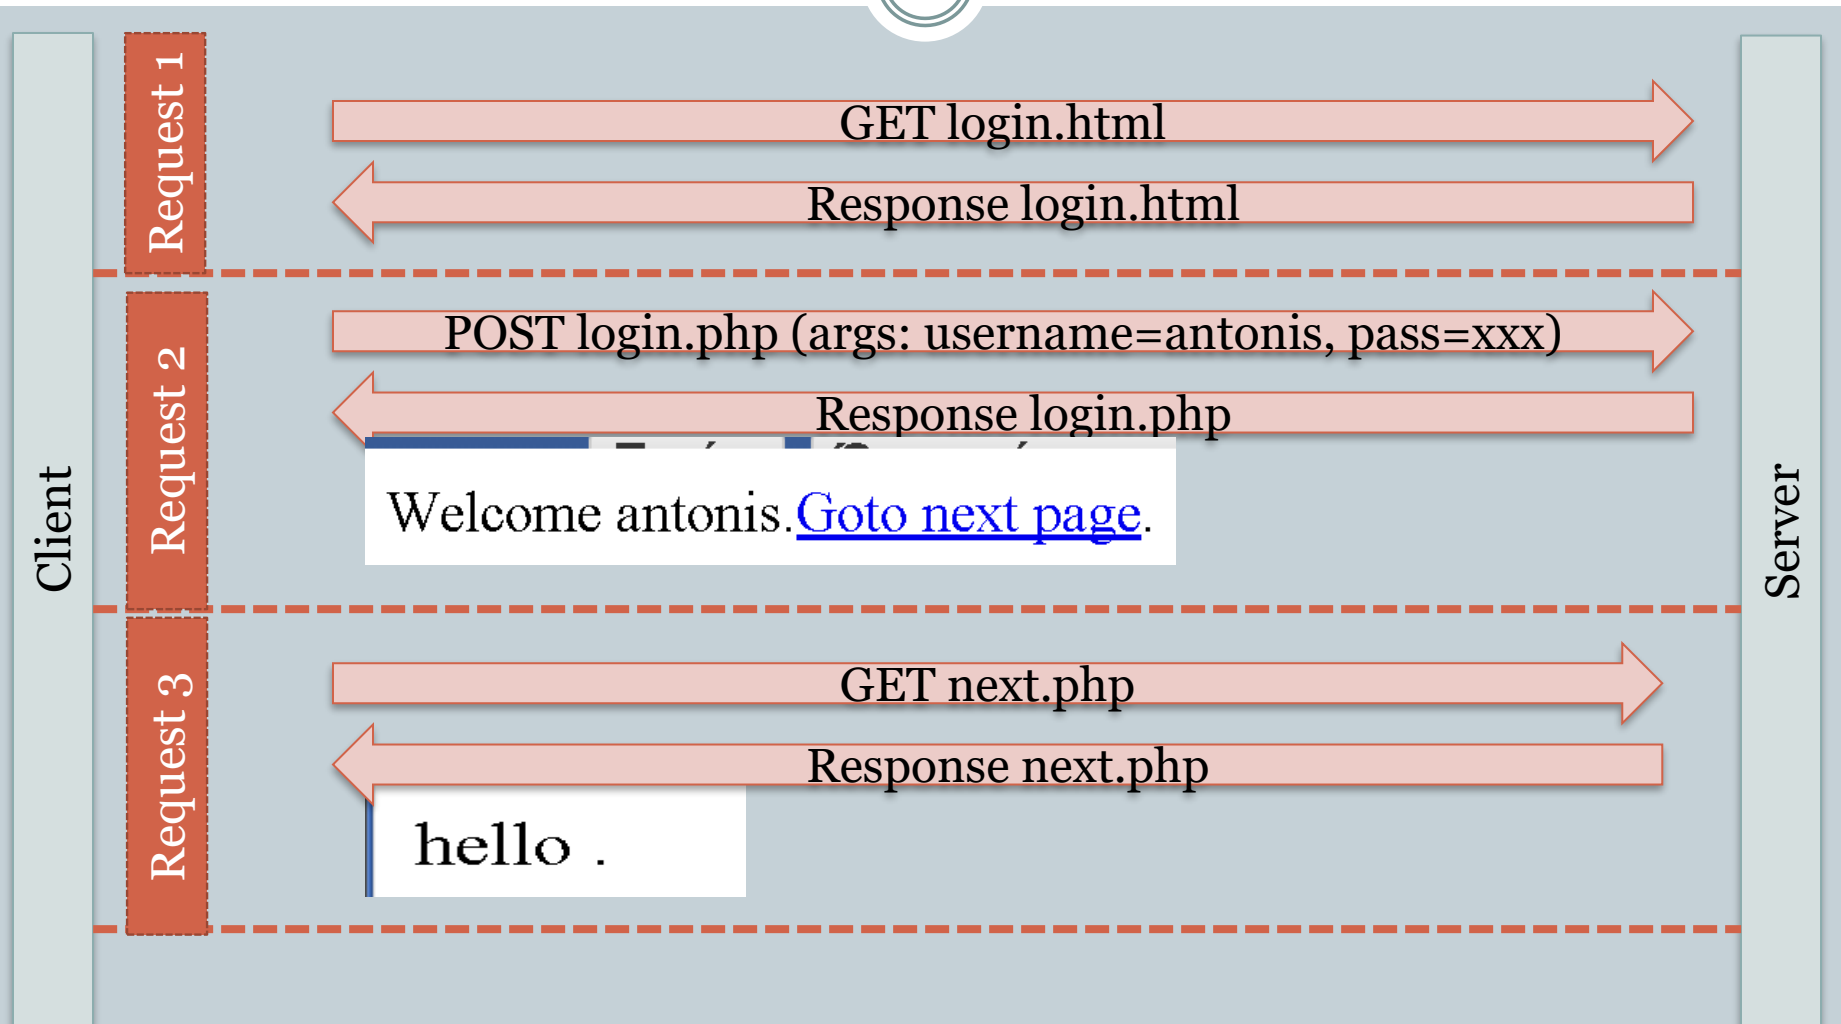 Client
Server
Request 1
GET login.html
Response login.html
Request 2
POST login.php (args: username=antonis, pass=xxx)
Response login.php
Welcome antonis.Goto next page.
Request 3
GET next.php
Response next.php
hello .